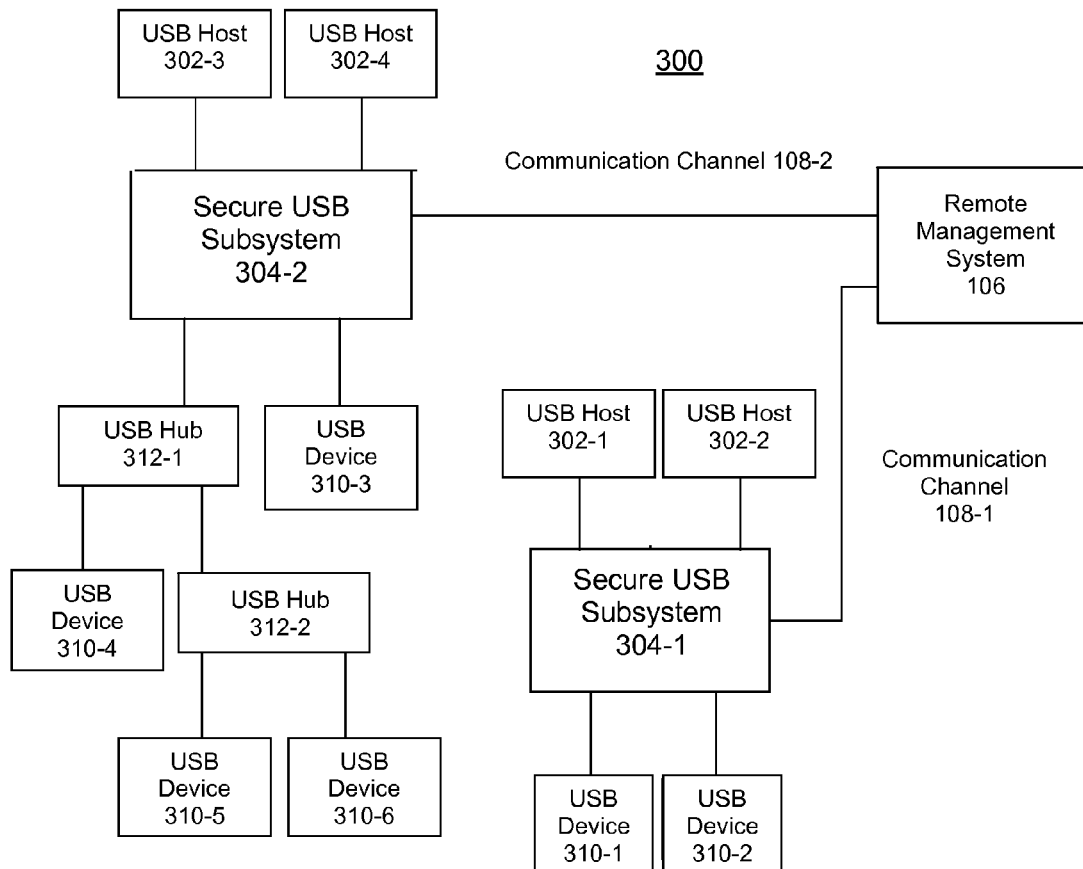 USB Host
302-3
USB Host
302-4
300
Communication Channel 108-2
Secure USB
Subsystem
304-2
Remote
Management
System
106
USB Hub
312-1
USB
Device
310-3
USB Host
302-1
USB Host
302-2
Communication
Channel
108-1
USB
Device
310-4
USB Hub
312-2
Secure USB
Subsystem
304-1
USB
Device
310-5
USB
Device
310-6
USB
Device
310-1
USB
Device
310-2